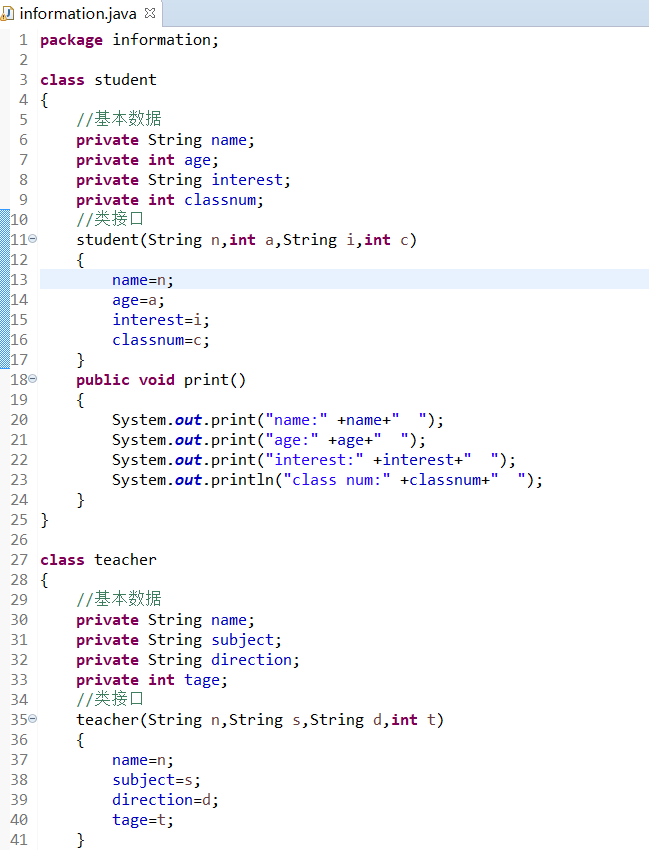 information.java
1 package information;
2
3 class student
4 {
5 //基本数据
6 private String name;
7 private int age;
8 private String interest;
9 private int classnum;
10 //类接口
11 student(String n,int a,String i,int c)
12 {
13 name=n;
14 age=a;
15 interest=i;
16 classnum=c;
17 }
18 public void print()
19 {
20 System.out.print("name:" +name+"  ");
21 System.out.print("age:" +age+"  ");
22 System.out.print("interest:" +interest+"  ");
23 System.out.println("class num:" +classnum+"  ");
24 }
25 }
26
27 class teacher
28 {
29 //基本数据
30 private String name;
31 private String subject;
32 private String direction;
33 private int tage;
34 //类接口
35 teacher(String n,String s,String d,int t)
36 {
37 name=n;
38 subject=s;
39 direction=d;
40 tage=t;
41 }